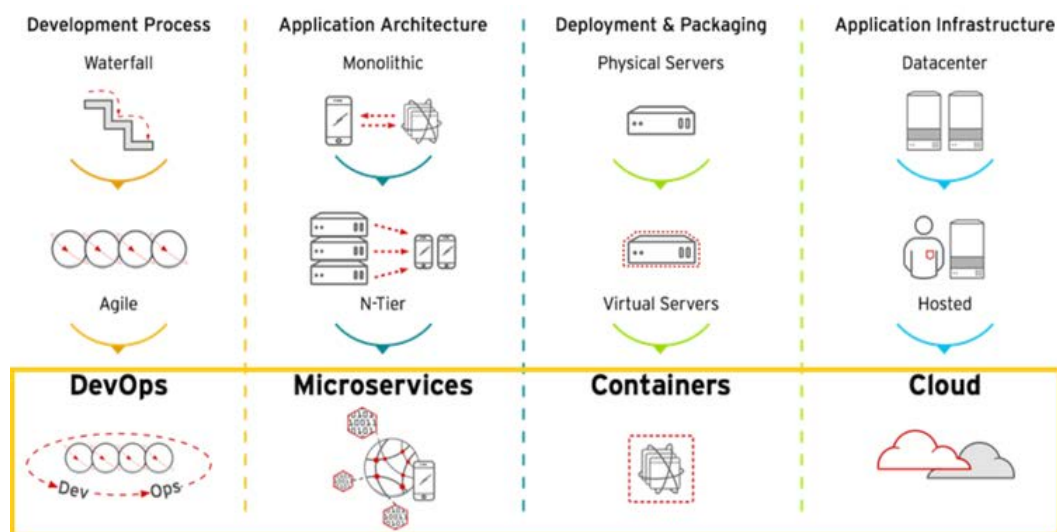 Development Process
Application Architecture
Deployment & Packaging
Application Infrastructure
Waterfall
Monolithic
Physical Servers
Datacenter
Agile
N-Tier
Virtual Servers
Hosted
DevOps
Microservices
Containers
Cloud
Dev
Ops